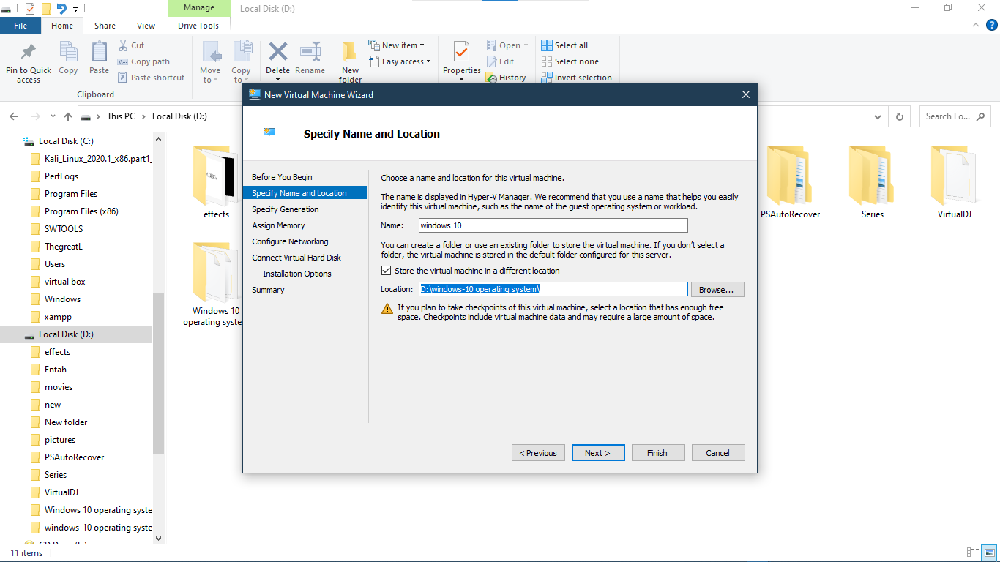 Manage
Local Disk (D:)
File
Home
Share
View
Drive Tools
Pin to Quick
access
Copy
Paste
Cut
Copy path
Paste shortcut
Clipboard
Move
to
Copy
to
Delete
Rename
New
folder
New item
Easy access
Properties
Open
Edit
History
Select all
Select none
Invert selection
This PC
Local Disk (D:)
Search Lo...
Local Disk (C:)
Kali_Linux_2020.1_x86.part1_
PerfLogs
Program Files
Program Files (x86)
SWTOOLS
ThegreatL
Users
virtual box
Windows
xampp
Local Disk (D:)
effects
Entah
movies
new
New folder
pictures
PSAutoRecover
Series
VirtualDJ
Windows 10 operating syste
windows-10 operating syste
11 items
effects
Windows 10
operating syste
PSAutoRecover
Series
VirtualDJ
New Virtual Machine Wizard
Specify Name and Location
Before You Begin
Specify Name and Location
Specify Generation
Assign Memory
Configure Networking
Connect Virtual Hard Disk
Installation Options
Summary
Choose a name and location for this virtual machine.
The name is displayed in Hyper-V Manager. We recommend that you use a name that helps you easily
identify this virtual machine, such as the name of the guest operating system or workload.
Name: windows 10
You can create a folder or use an existing folder to store the virtual machine. If you don't select a
folder, the virtual machine is stored in the default folder configured for this server.
Store the virtual machine in a different location
Location: D:\windows-10 operating system\
Browse...
If you plan to take checkpoints of this virtual machine, select a location that has enough free
space. Checkpoints include virtual machine data and may require a large amount of space.
< Previous
Next >
Finish
Cancel